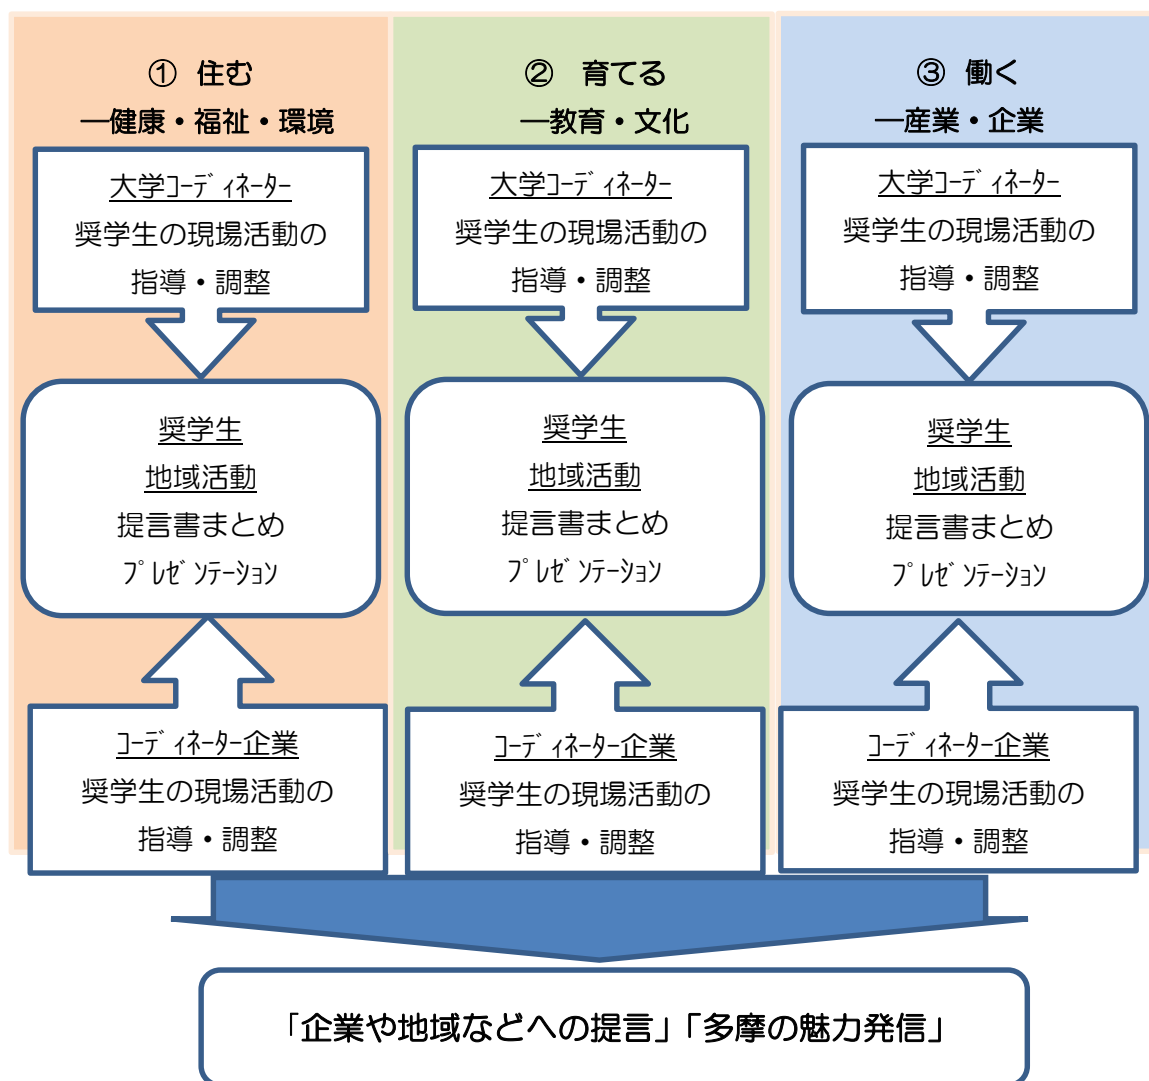 ① 住む
―健康・福祉・環境
大学ｺｰﾃﾞｨﾈｰﾀｰ
奨学生の現場活動の
指導・調整
奨学生
地域活動
提言書まとめ
ﾌﾟﾚｾﾞﾝﾃｰｼｮﾝ
ｺｰﾃﾞｨﾈｰﾀｰ企業
奨学生の現場活動の
指導・調整
② 育てる
―教育・文化
大学ｺｰﾃﾞｨﾈｰﾀｰ
奨学生の現場活動の
指導・調整
奨学生
地域活動
提言書まとめ
ﾌﾟﾚｾﾞﾝﾃｰｼｮﾝ
ｺｰﾃﾞｨﾈｰﾀｰ企業
奨学生の現場活動の
指導・調整
③ 働く
―産業・企業
大学ｺｰﾃﾞｨﾈｰﾀｰ
奨学生の現場活動の
指導・調整
奨学生
地域活動
提言書まとめ
ﾌﾟﾚｾﾞﾝﾃｰｼｮﾝ
ｺｰﾃﾞｨﾈｰﾀｰ企業
奨学生の現場活動の
指導・調整
「企業や地域などへの提言」「多摩の魅力発信」